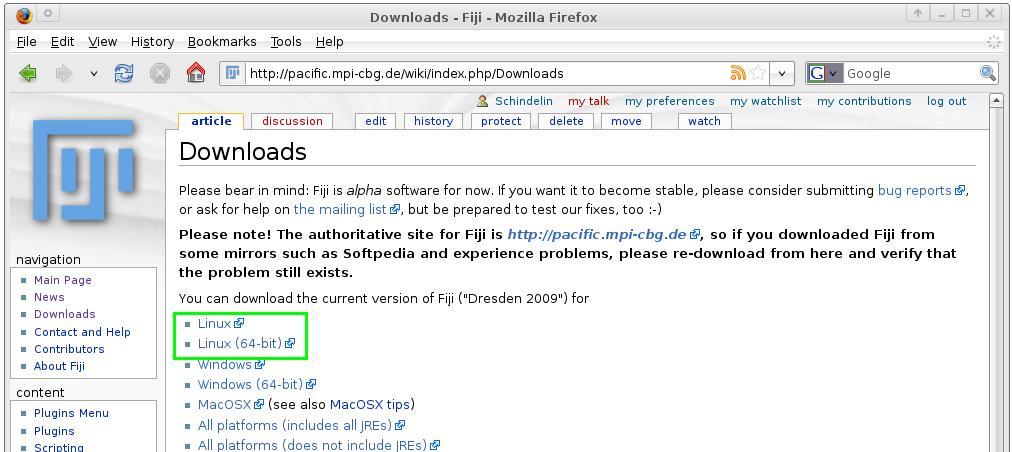 Downloads - Fiji - Mozilla Firefox
File Edit View History Bookmarks Tools Help
http://pacific.mpi-cbg.de/wiki/index.php/Downloads
G Google
Schindelin my talk my preferences my watchlist my contributions log out
article discussion edit history protect delete move watch
Downloads
Please bear in mind: Fiji is alpha software for now. If you want it to become stable, please consider submitting bug reports,
or ask for help on the mailing list, but be prepared to test our fixes, too :-)
Please note! The authoritative site for Fiji is http://pacific.mpi-cbg.de, so if you downloaded Fiji from
some mirrors such as Softpedia and experience problems, please re-download from here and verify that
the problem still exists.
You can download the current version of Fiji ("Dresden 2009") for
Linux
Linux (64-bit)
Windows
Windows (64-bit)
MacOSX (see also MacOSX tips)
All platforms (includes all JREs)
All platforms (does not include JREs)
navigation
Main Page
News
Downloads
Contact and Help
Contributors
About Fiji
content
Plugins Menu
Plugins
Scripting